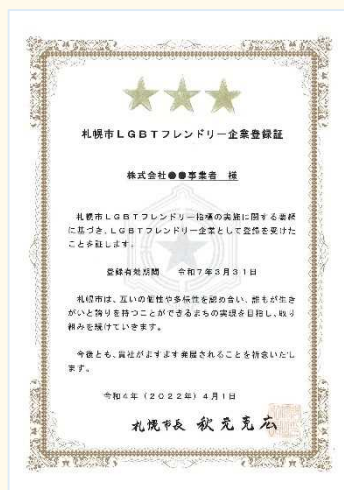 札幌市LGBTフレンドリー企業登録証
株式会社●●事業者　様
札幌市LGBTフレンドリー指標の実施に関する要綱
に基づき、LGBTフレンドリー企業として登録を受けた
ことを証します。
登録有効期間　令和7年3月31日
札幌市は、互いの個性や多様性を認め合い、誰もが生き
がいと誇りを持つことができるまちの実現を目指し、取り
組みを続けていきます。
今後とも、貴社がますます発展されることを祈念いたし
ます。
令和4年（2022年）4月1日
札幌市長　秋元克広